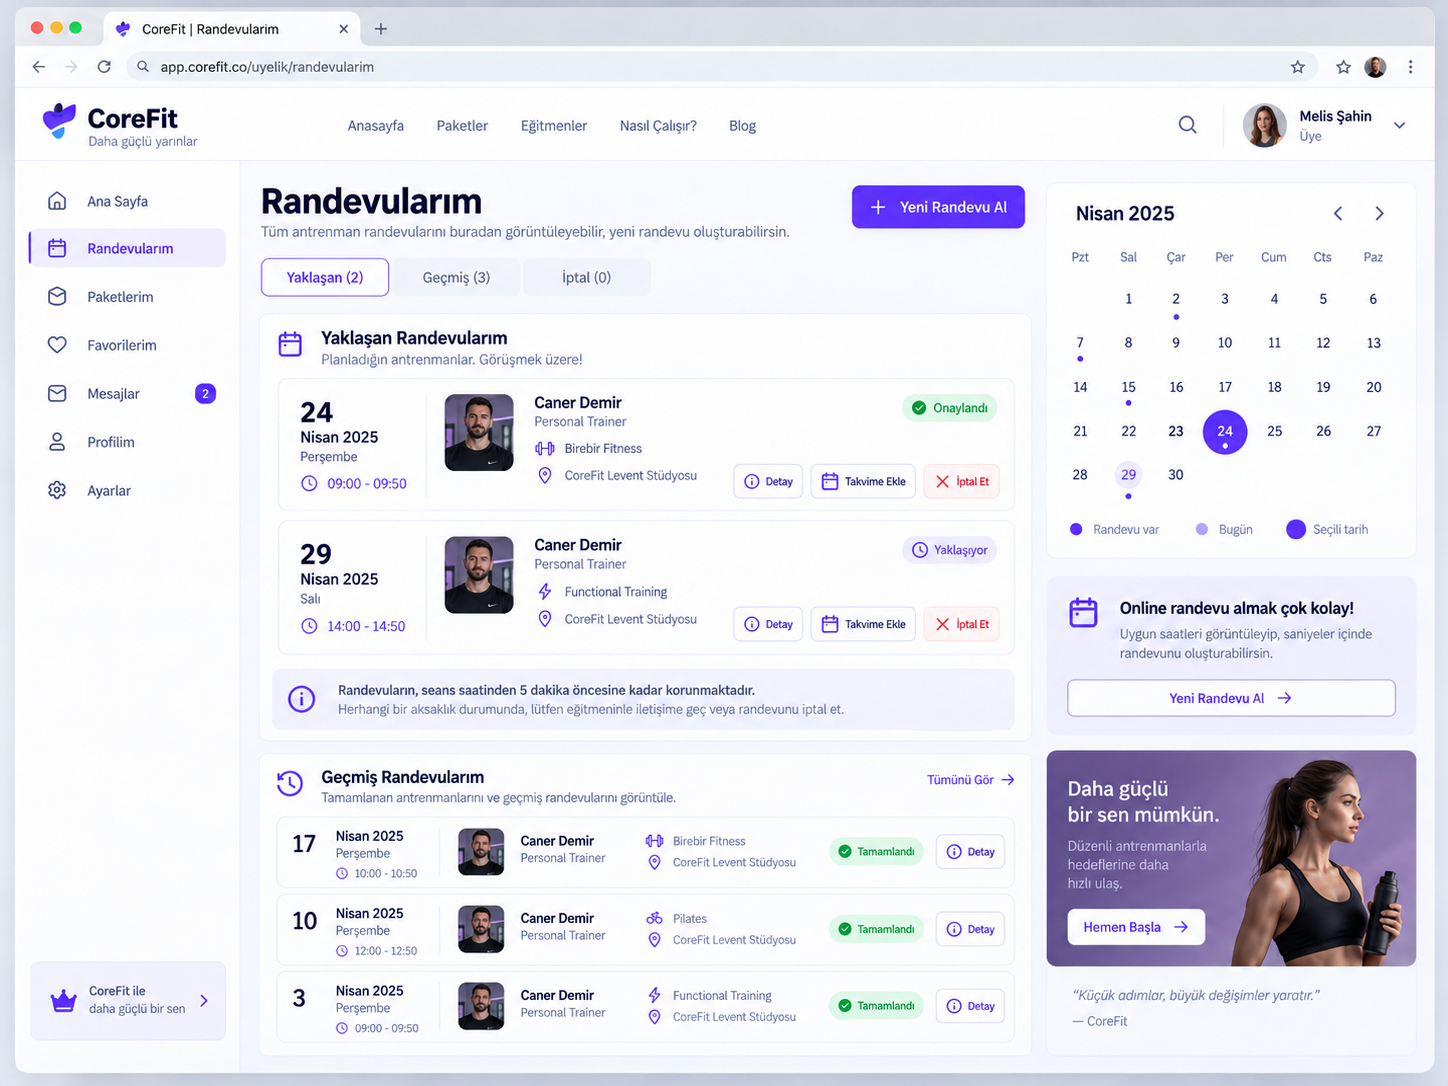 CoreFit | Randevularim
app.corefit.co/uyelik/randevularim
CoreFit
Daha güçlü yarınlar
Anasayfa
Paketler
Eğitmenler
Nasıl Çalışır?
Blog
Melis Şahin
Üye
Ana Sayfa
Randevularım
Paketlerim
Favorilerim
Mesajlar
2
Profilim
Ayarlar
CoreFit ile
daha güçlü bir sen
Randevularım
Tüm antrenman randevularını buradan görüntüleyebilir, yeni randevu oluşturabilirsin.
Yeni Randevu Al
Yaklaşan (2)
Geçmiş (3)
İptal (0)
Yaklaşan Randevularım
Planladığın antrenmanlar. Görüşmek üzere!
24
Nisan 2025
Perşembe
09:00 - 09:50
Caner Demir
Personal Trainer
Birebir Fitness
CoreFit Levent Stüdyosu
Onaylandı
Detay
Takvime Ekle
İptal Et
29
Nisan 2025
Salı
14:00 - 14:50
Caner Demir
Personal Trainer
Functional Training
CoreFit Levent Stüdyosu
Yaklaşıyor
Detay
Takvime Ekle
İptal Et
Randevuların, seans saatinden 5 dakika öncesine kadar korunmaktadır.
Herhangi bir aksaklık durumunda, lütfen eğitmeninle iletişime geç veya randevunu iptal et.
Geçmiş Randevularım
Tamamlanan antrenmanlarını ve geçmiş randevularını görüntüle.
Tümünü Gör
17
Nisan 2025
Perşembe
10:00 - 10:50
Caner Demir
Personal Trainer
Birebir Fitness
CoreFit Levent Stüdyosu
Tamamlandı
Detay
10
Nisan 2025
Perşembe
12:00 - 12:50
Caner Demir
Personal Trainer
Pilates
CoreFit Levent Stüdyosu
Tamamlandı
Detay
3
Nisan 2025
Perşembe
09:00 - 09:50
Caner Demir
Personal Trainer
Functional Training
CoreFit Levent Stüdyosu
Tamamlandı
Detay
Nisan 2025
Pzt Sal Çar Per Cum Cts Paz
1 2 3 4 5 6
7 8 9 10 11 12 13
14 15 16 17 18 19 20
21 22 23 24 25 26 27
28 29 30
Randevu var
Bugün
Seçili tarih
Online randevu almak çok kolay!
Uygun saatleri görüntüleyip, saniyeler içinde
randevunu oluşturabilirsin.
Yeni Randevu Al
Daha güçlü
bir sen mümkün.
Düzenli antrenmanlarla
hedeflerine daha
hızlı ulaş.
Hemen Başla
“Küçük adımlar, büyük değişimler yaratır.”
— CoreFit